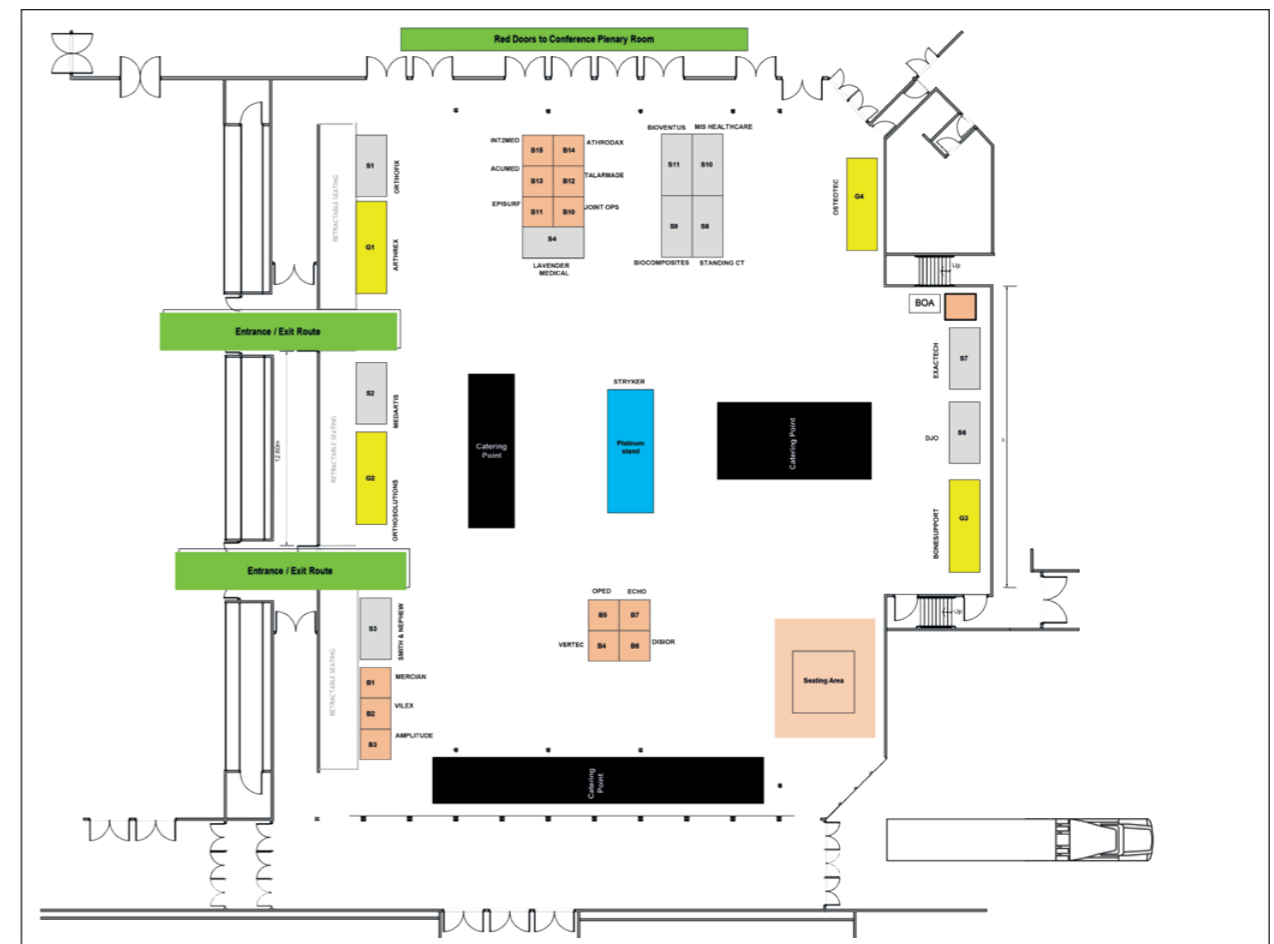 Red Doors to Conference Plenary Room
INT2MED
B15
B14
ATHRODAX
ACUMED
B13
B12
TALARMADE
EPISURF
B11
B10
JOINT OPS
S4
LAVENDER
MEDICAL
BIOVENTUS
MIS HEALTHCARE
S11
S10
S9
S8
BIOCOMPOSITES
STANDING CT
OSTEOTEC
G4
RETRACTABLE SEATING
S1
ORTHOFIX
G1
ARTHREX
Up
BOA
Entrance / Exit Route
EXACTECH
S7
RETRACTABLE SEATING
S2
MEDARTIS
12.60m
G2
ORTHOSOLUTIONS
Catering
Point
STRYKER
Platinum
stand
Catering Point
DJO
S6
BONESUPPORT
G3
Entrance / Exit Route
RETRACTABLE SEATING
S3
SMITH & NEPHEW
B1
MERCIAN
B2
VILEX
B3
AMPLITUDE
OPED
ECHO
B5
B7
VERTEC
B4
B6
DISIOR
Up
Seating Area
Catering
Point